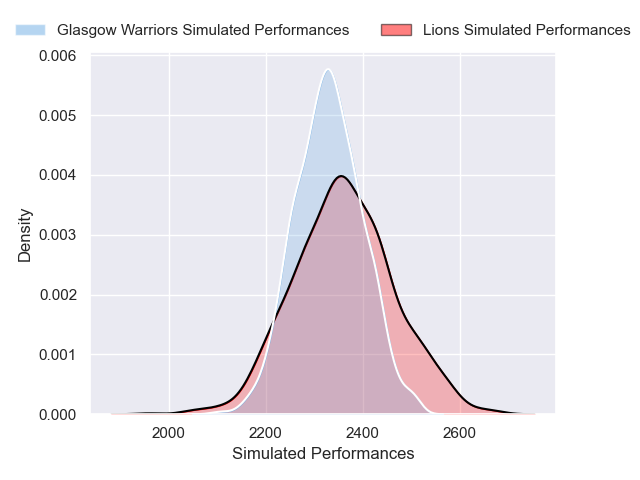 Glasgow Warriors Simulated Performances Lions Simulated Performances
0.006
0.005
0.004
0.003
0.002
0.001
0.000
Density
2000 2200 2400 2600
Simulated Performances